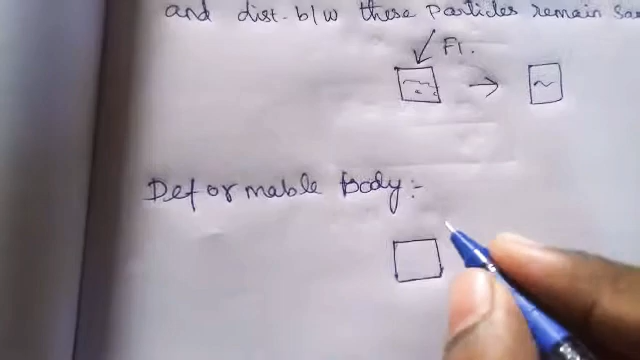 and dist. b/w these particles remain
F1.
Deformable Body :-